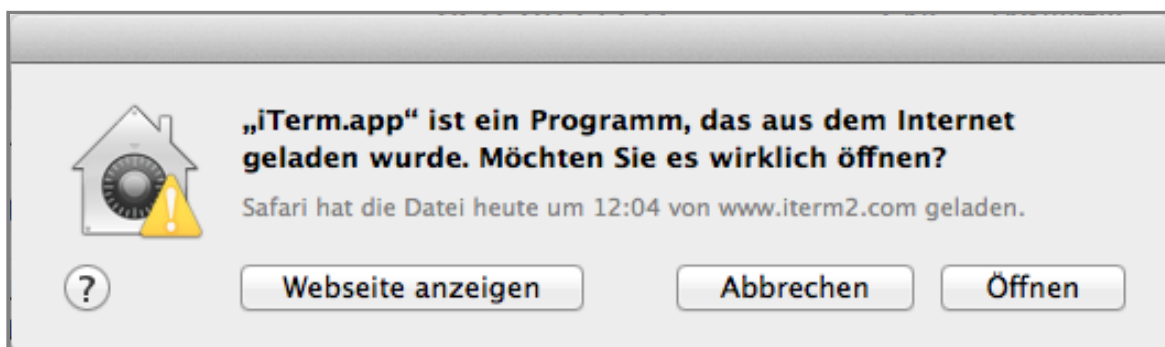 „iTerm.app“ ist ein Programm, das aus dem Internet
geladen wurde. Möchten Sie es wirklich öffnen?
Safari hat die Datei heute um 12:04 von www.iterm2.com geladen.
?
Webseite anzeigen
Abbrechen
Öffnen